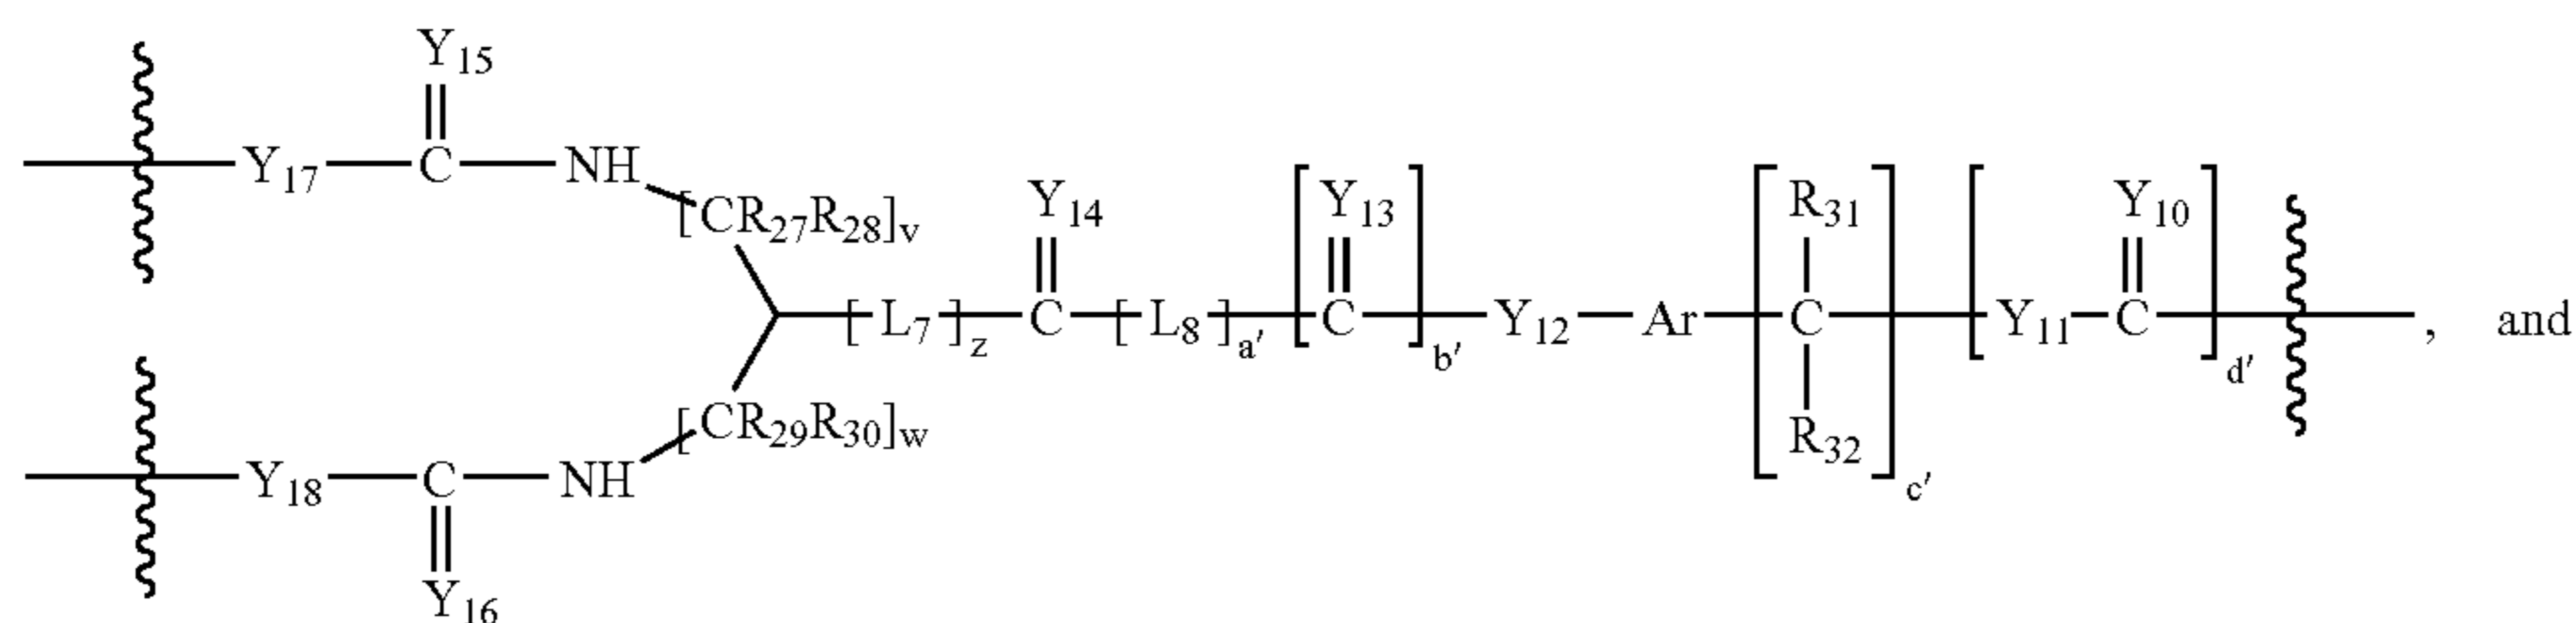 Y15
Y17 C NH
[CR27R28]v
Y14 Y13 R31 Y10
[L7]z C [L8]a' [C]b' Y12 Ar [C]c' [Y11 C]d' , and
R32
[CR29R30]w
Y18 C NH
Y16